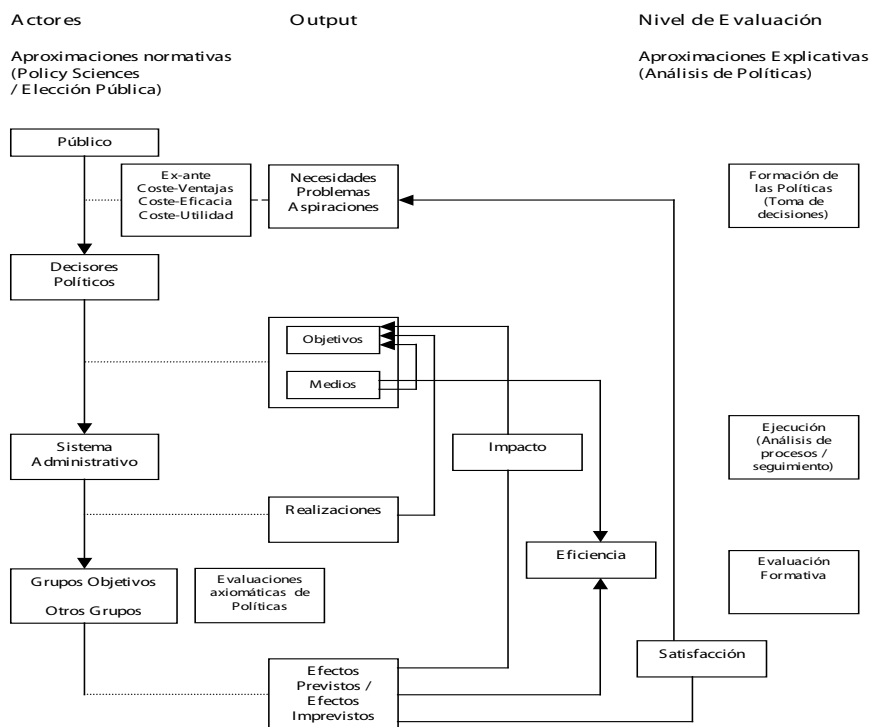 Actores
Output
Nivel de Evaluación
Aproximaciones normativas
(Policy Sciences
/ Elección Pública)
Aproximaciones Explicativas
(Análisis de Políticas)
Público
Ex-ante
Coste-Ventajas
Coste-Eficacia
Coste-Utilidad
Necesidades
Problemas
Aspiraciones
Formación de
las Políticas
(Toma de
decisiones)
Decisores
Políticos
Objetivos
Medios
Sistema
Administrativo
Impacto
Ejecución
(Análisis de
procesos /
seguimiento)
Realizaciones
Eficiencia
Evaluación
Formativa
Grupos Objetivos
Otros Grupos
Evaluaciones
axiomáticas de
Políticas
Satisfacción
Efectos
Previstos /
Efectos
Imprevistos